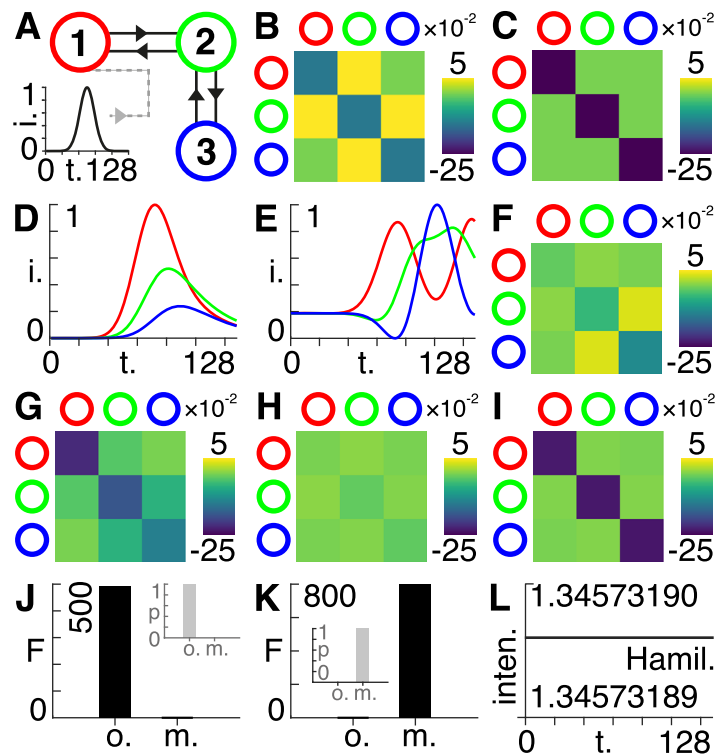 A
1
2
3
1
i.
0
0 t. 128
B
×10⁻²
5
-25
C
×10⁻²
5
-25
D
1
i.
0
0 t. 128
E
1
i.
0
0 t. 128
F
×10⁻²
5
-25
G
×10⁻²
5
-25
H
×10⁻²
5
-25
I
×10⁻²
5
-25
J
500
F
0
o. m.
1
p
0
o. m.
K
800
F
0
o. m.
1
p
0
o. m.
L
1.34573190
inten.
Hamil.
1.34573189
0 t. 128